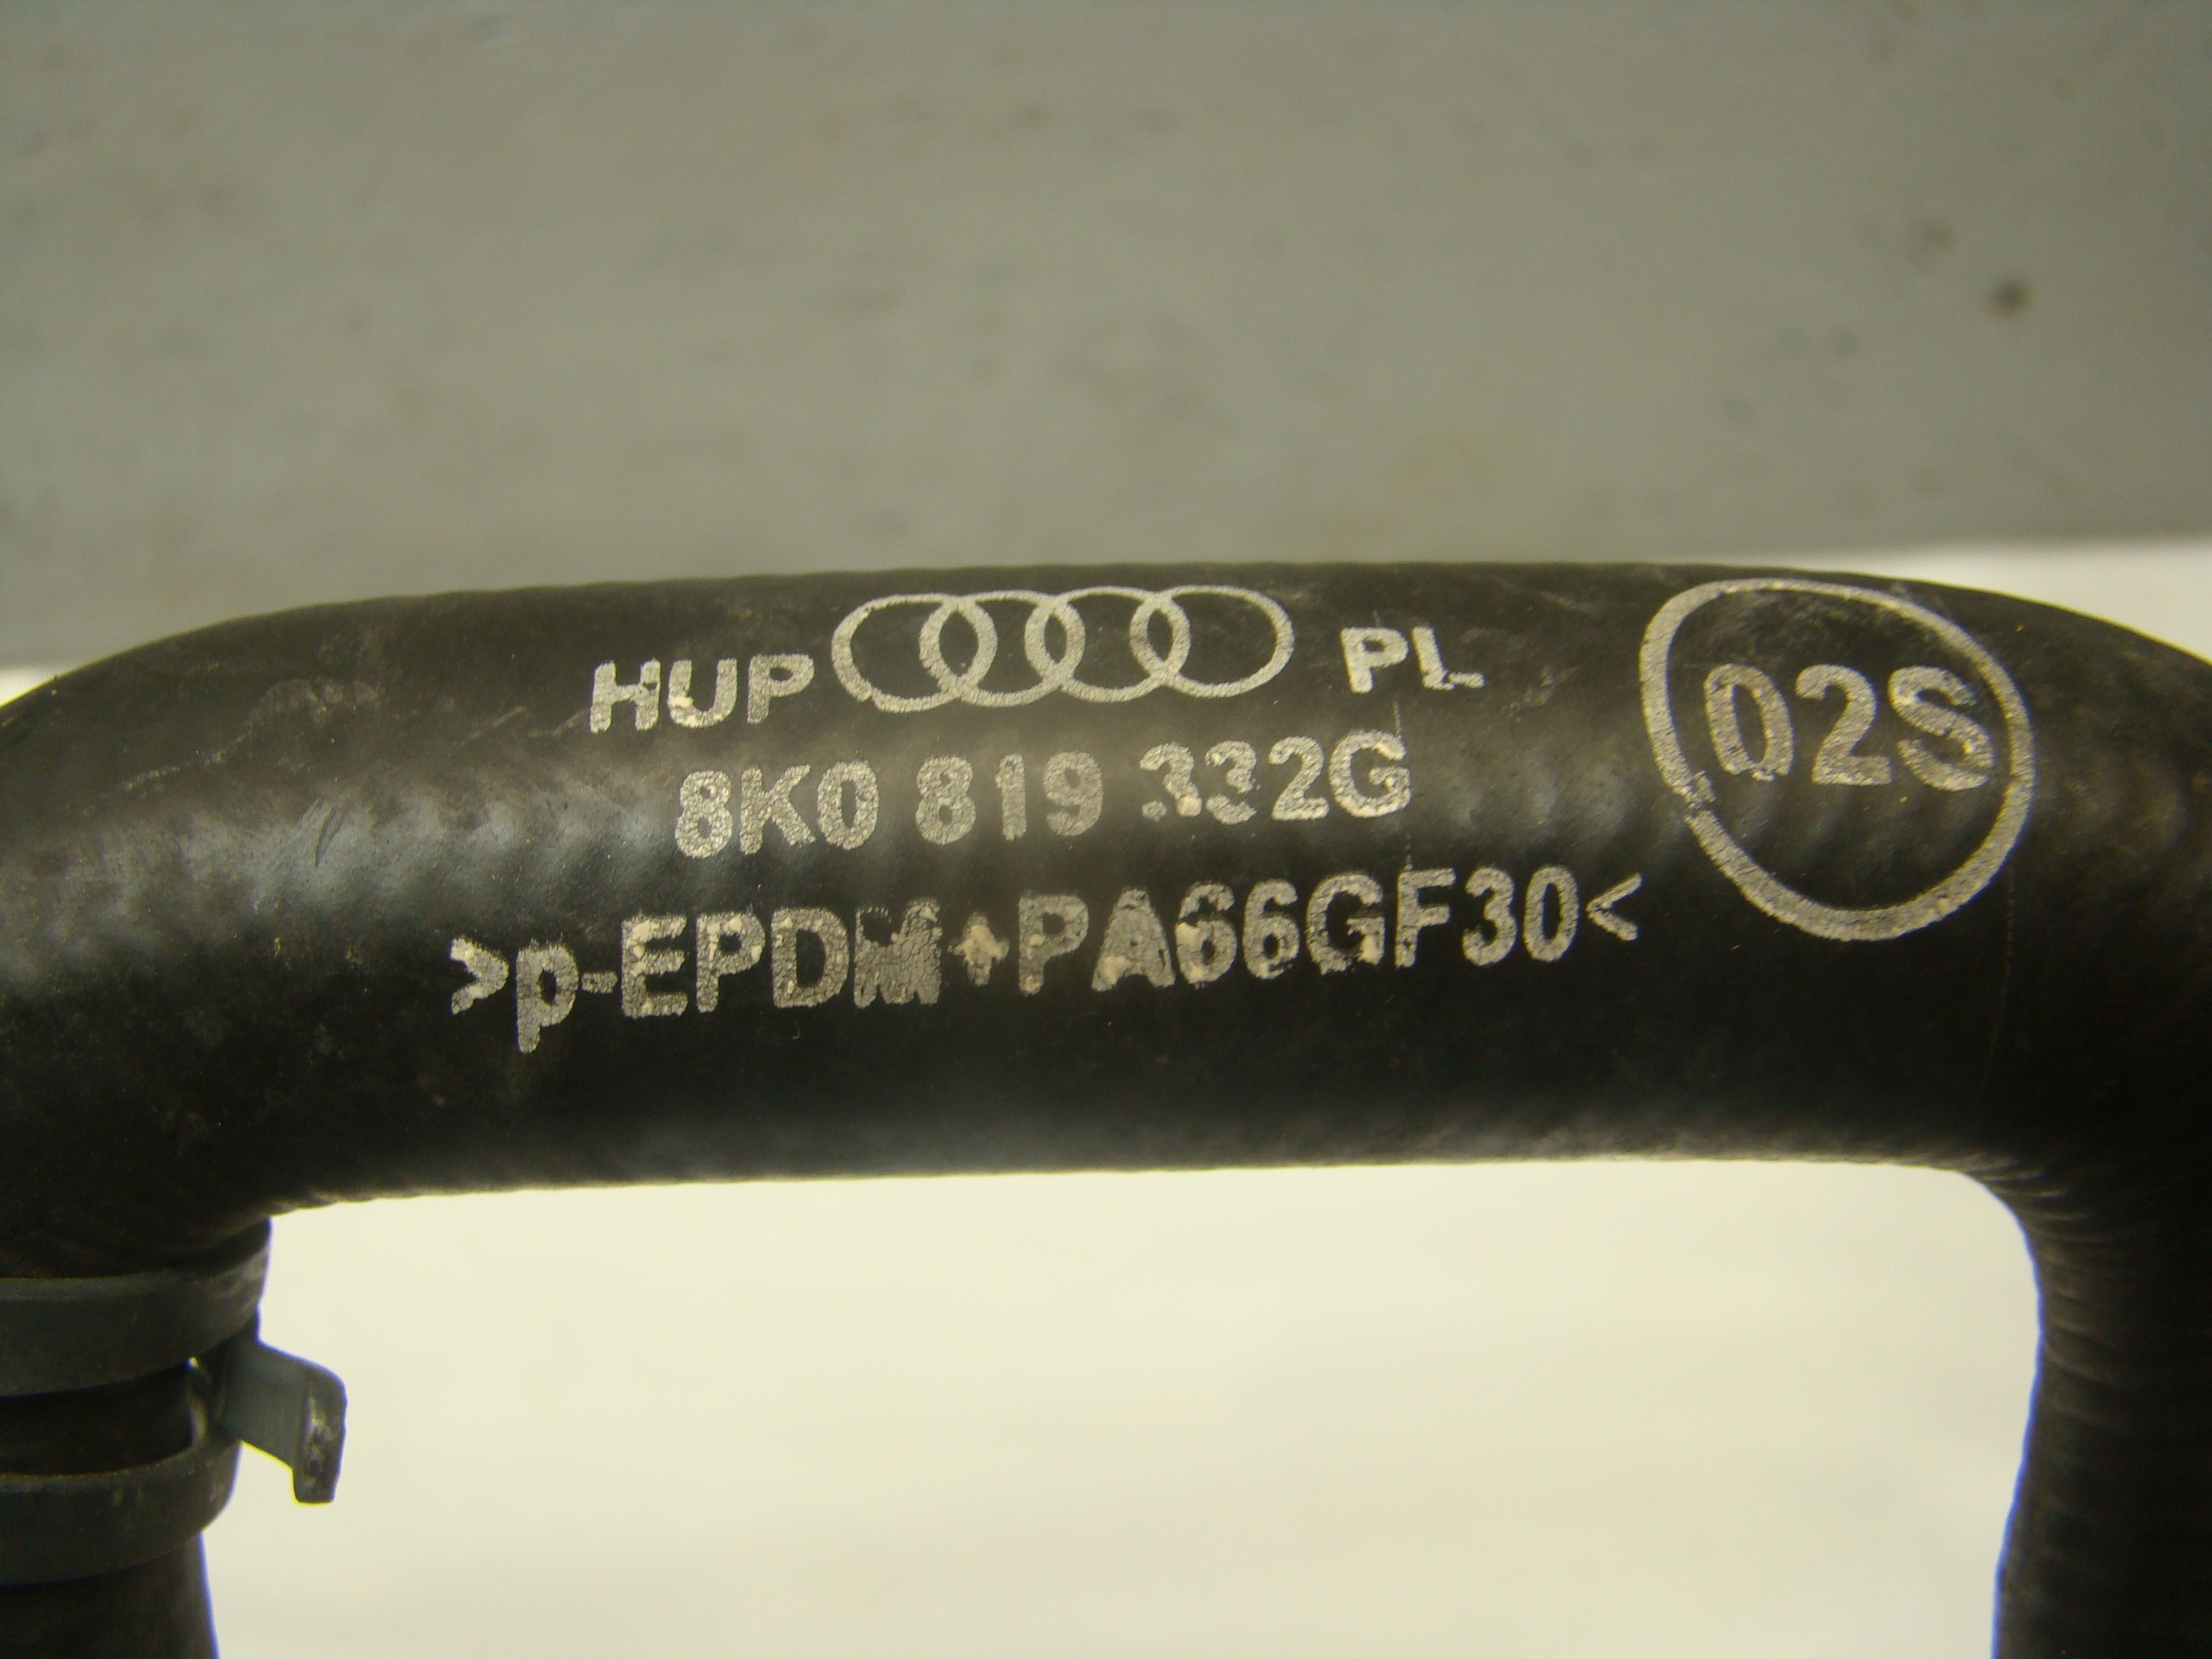 HUP PL
02S
8K0 819 332G
>p-EPDM+PA66GF30<